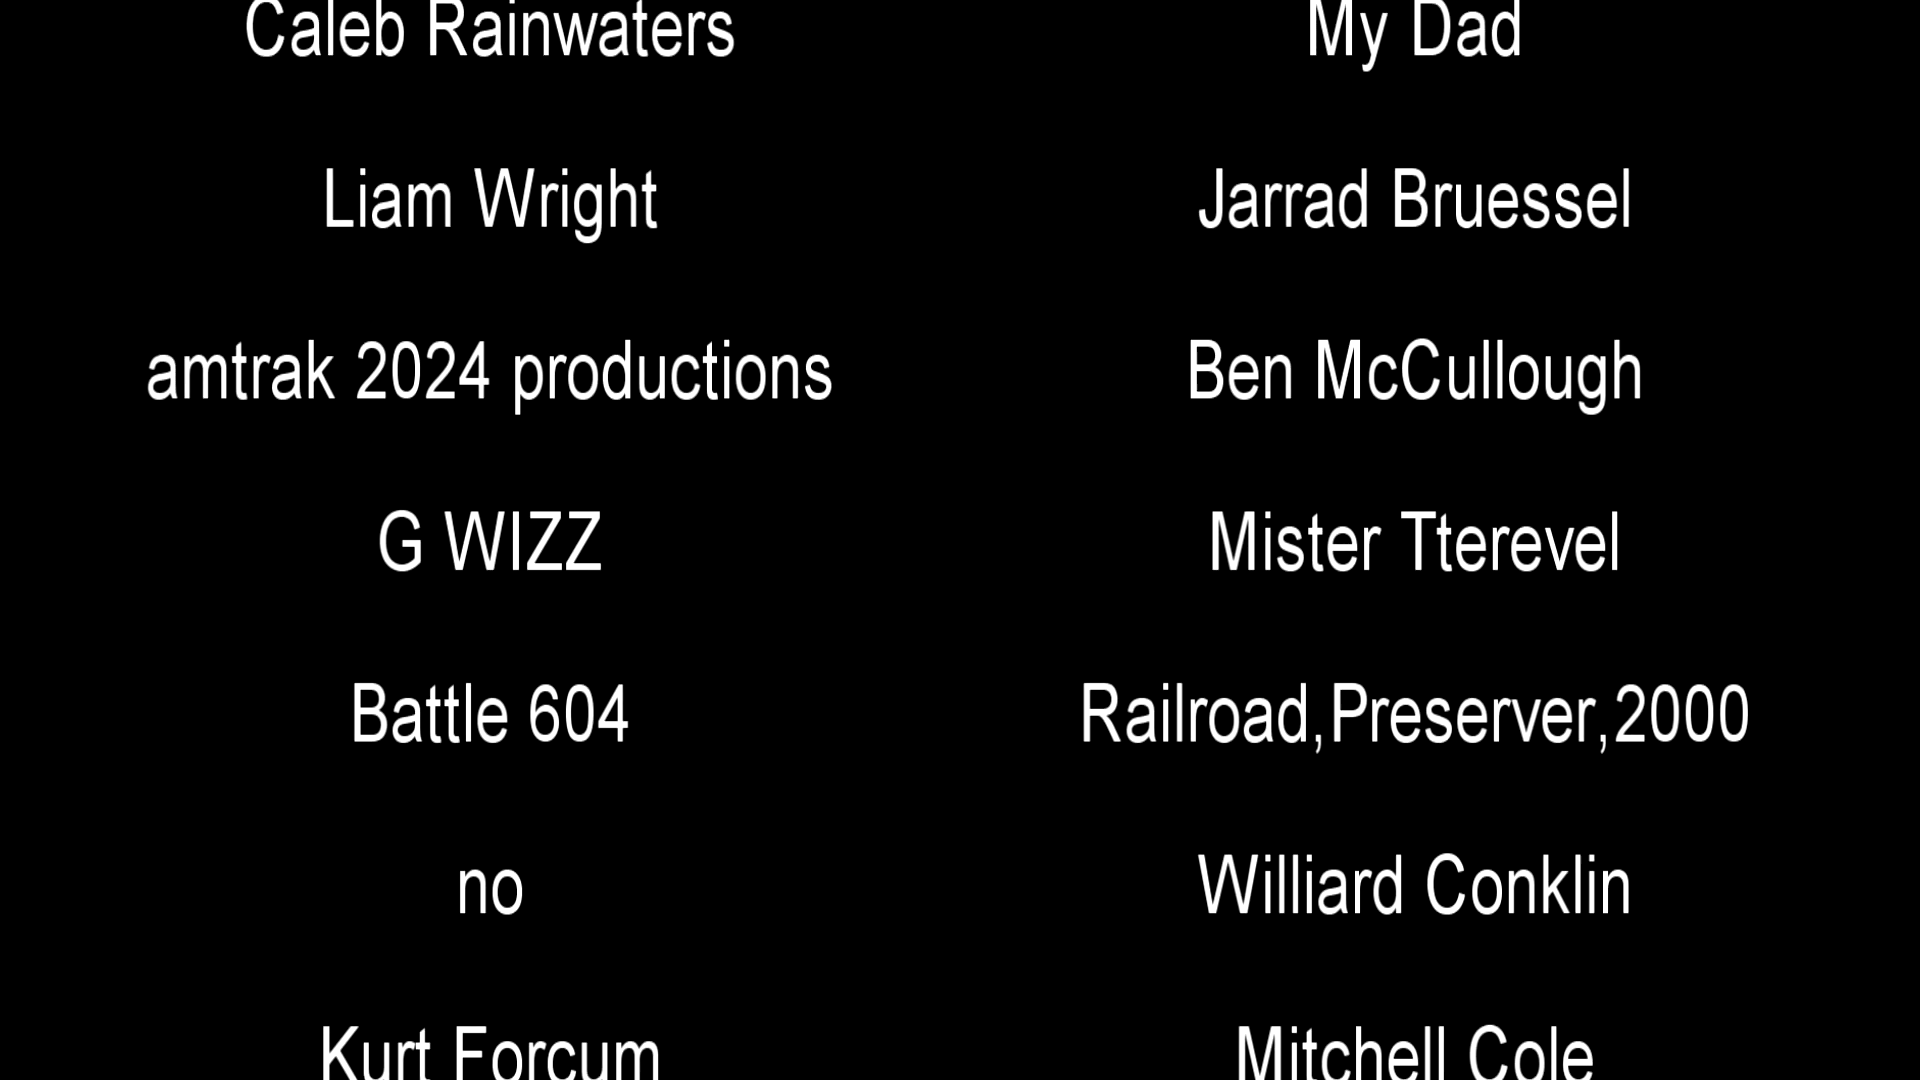 Caleb Rainwaters
My Dad
Liam Wright
Jarrad Bruessel
amtrak 2024 productions
Ben McCullough
G WIZZ
Mister Tterevel
Battle 604
Railroad,Preserver,2000
no
Williard Conklin
Kurt Forcum
Mitchell Cole